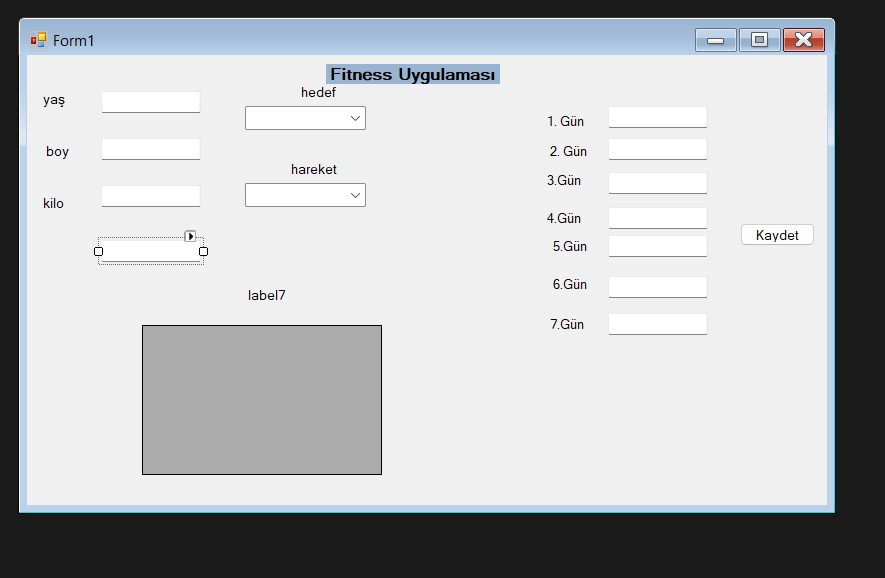 Form1
Fitness Uygulaması
yaş
boy
kilo
hedef
hareket
label7
1. Gün
2. Gün
3.Gün
4.Gün
5.Gün
6.Gün
7.Gün
Kaydet